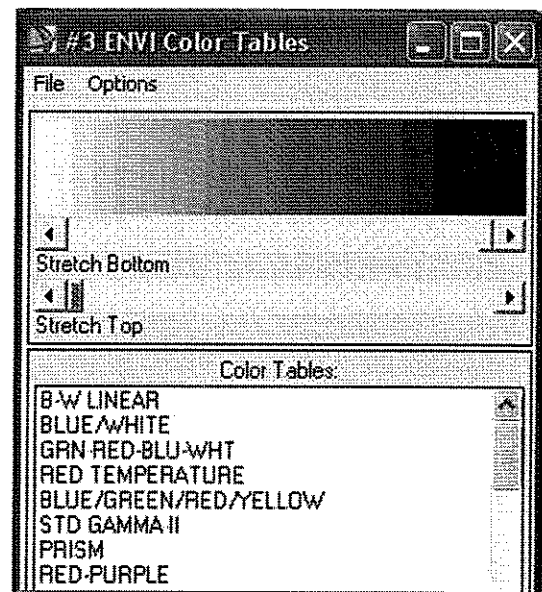 #3 ENVI Color Tables
File Options
Stretch Bottom
Stretch Top
Color Tables:
B-W LINEAR
BLUE/WHITE
GRN-RED-BLU-WHT
RED TEMPERATURE
BLUE/GREEN/RED/YELLOW
STD GAMMA-II
PRISM
RED-PURPLE